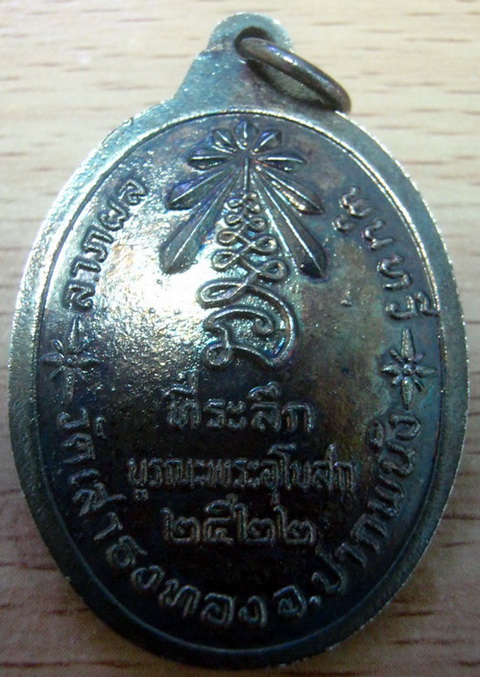 ลาภผล พูนทวี
ที่ระลึก
บูรณะพระอุโบสถ
๒๕๒๒
วัดเสาธงทอง อ.ปากพนัง